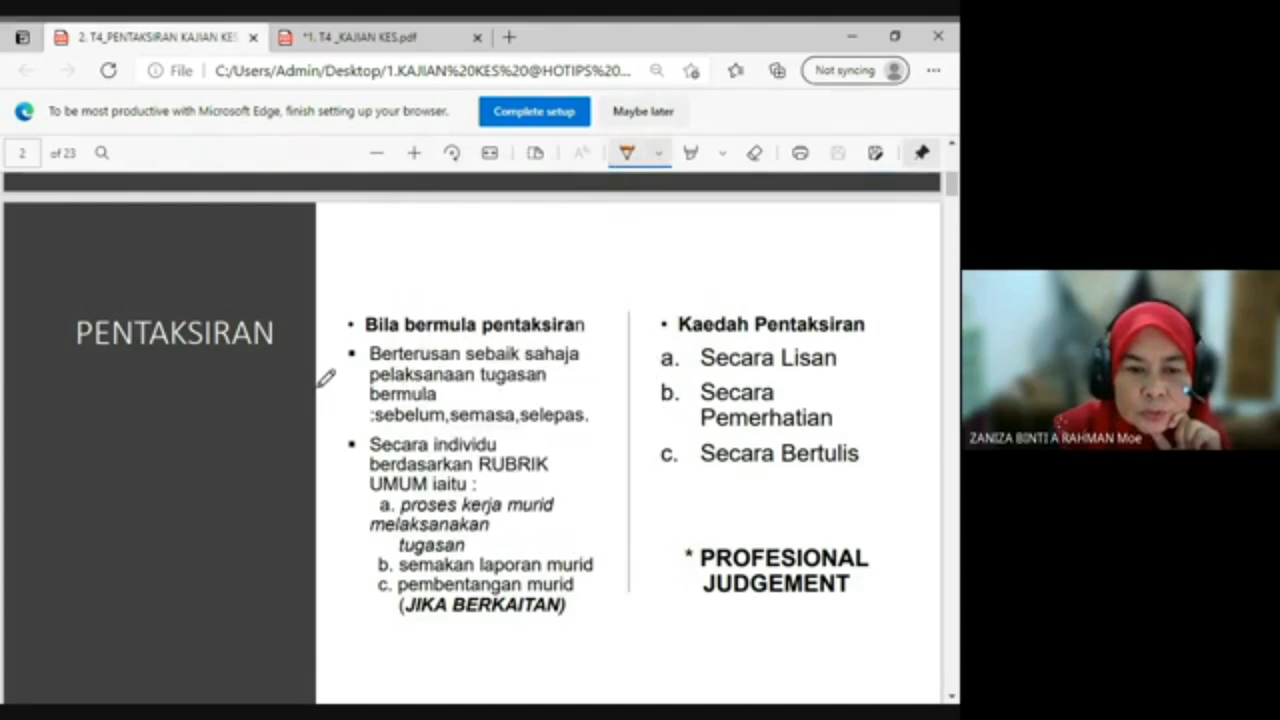 2. T4_PENTAKSIRAN KAJIAN KES
*1. T4 _KAJIAN KES.pdf
File
C:/Users/Admin/Desktop/1.KAJIAN%20KES%20@HOTIPS%20...
Not syncing
To be most productive with Microsoft Edge, finish setting up your browser.
Complete setup
Maybe later
2
of 23
PENTAKSIRAN
• Bila bermula pentaksiran
▪ Berterusan sebaik sahaja
pelaksanaan tugasan
bermula
:sebelum,semasa,selepas.
▪ Secara individu
berdasarkan RUBRIK
UMUM iaitu :
a. proses kerja murid
melaksanakan
tugasan
b. semakan laporan murid
c. pembentangan murid
(JIKA BERKAITAN)
• Kaedah Pentaksiran
a. Secara Lisan
b. Secara
Pemerhatian
c. Secara Bertulis
* PROFESIONAL
JUDGEMENT
ZANIZA BINTI A RAHMAN Moe